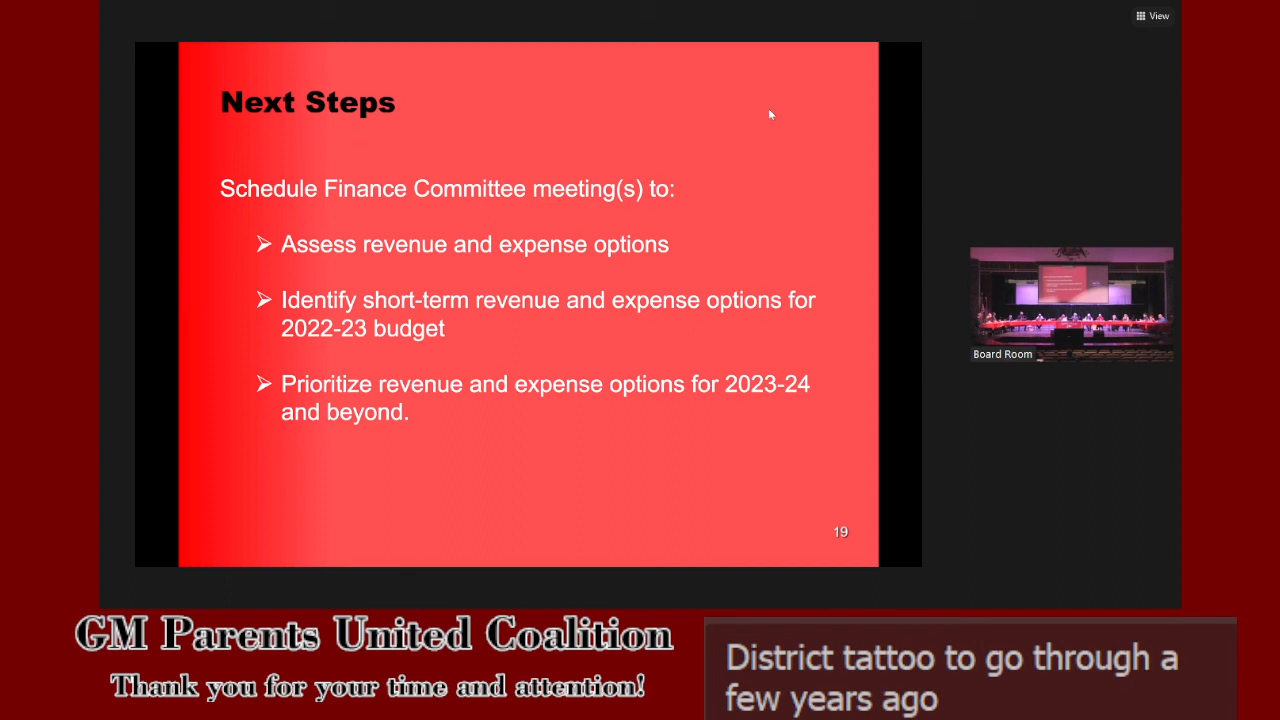 View
Next Steps
Schedule Finance Committee meeting(s) to:
➢ Assess revenue and expense options
➢ Identify short-term revenue and expense options for
2022-23 budget
➢ Prioritize revenue and expense options for 2023-24
and beyond.
19
Board Room
GM Parents United Coalition
Thank you for your time and attention!
District tattoo to go through a
few years ago